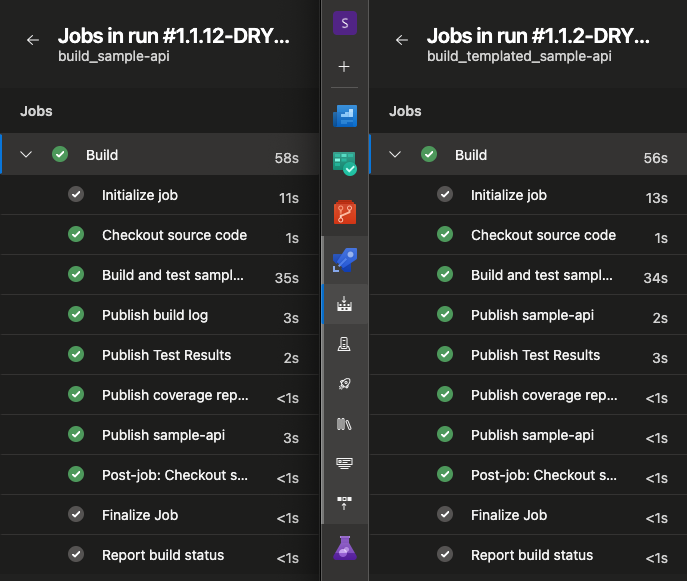 Jobs in run #1.1.12-DRY...
build_sample-api
Jobs
Build 58s
Initialize job 11s
Checkout source code 1s
Build and test sampl... 35s
Publish build log 3s
Publish Test Results 2s
Publish coverage rep... <1s
Publish sample-api 3s
Post-job: Checkout s... <1s
Finalize Job <1s
Report build status <1s
S
Jobs in run #1.1.2-DRY...
build_templated_sample-api
Jobs
Build 56s
Initialize job 13s
Checkout source code 1s
Build and test sampl... 34s
Publish sample-api 2s
Publish Test Results 3s
Publish coverage rep... <1s
Publish sample-api <1s
Post-job: Checkout s... <1s
Finalize Job <1s
Report build status <1s